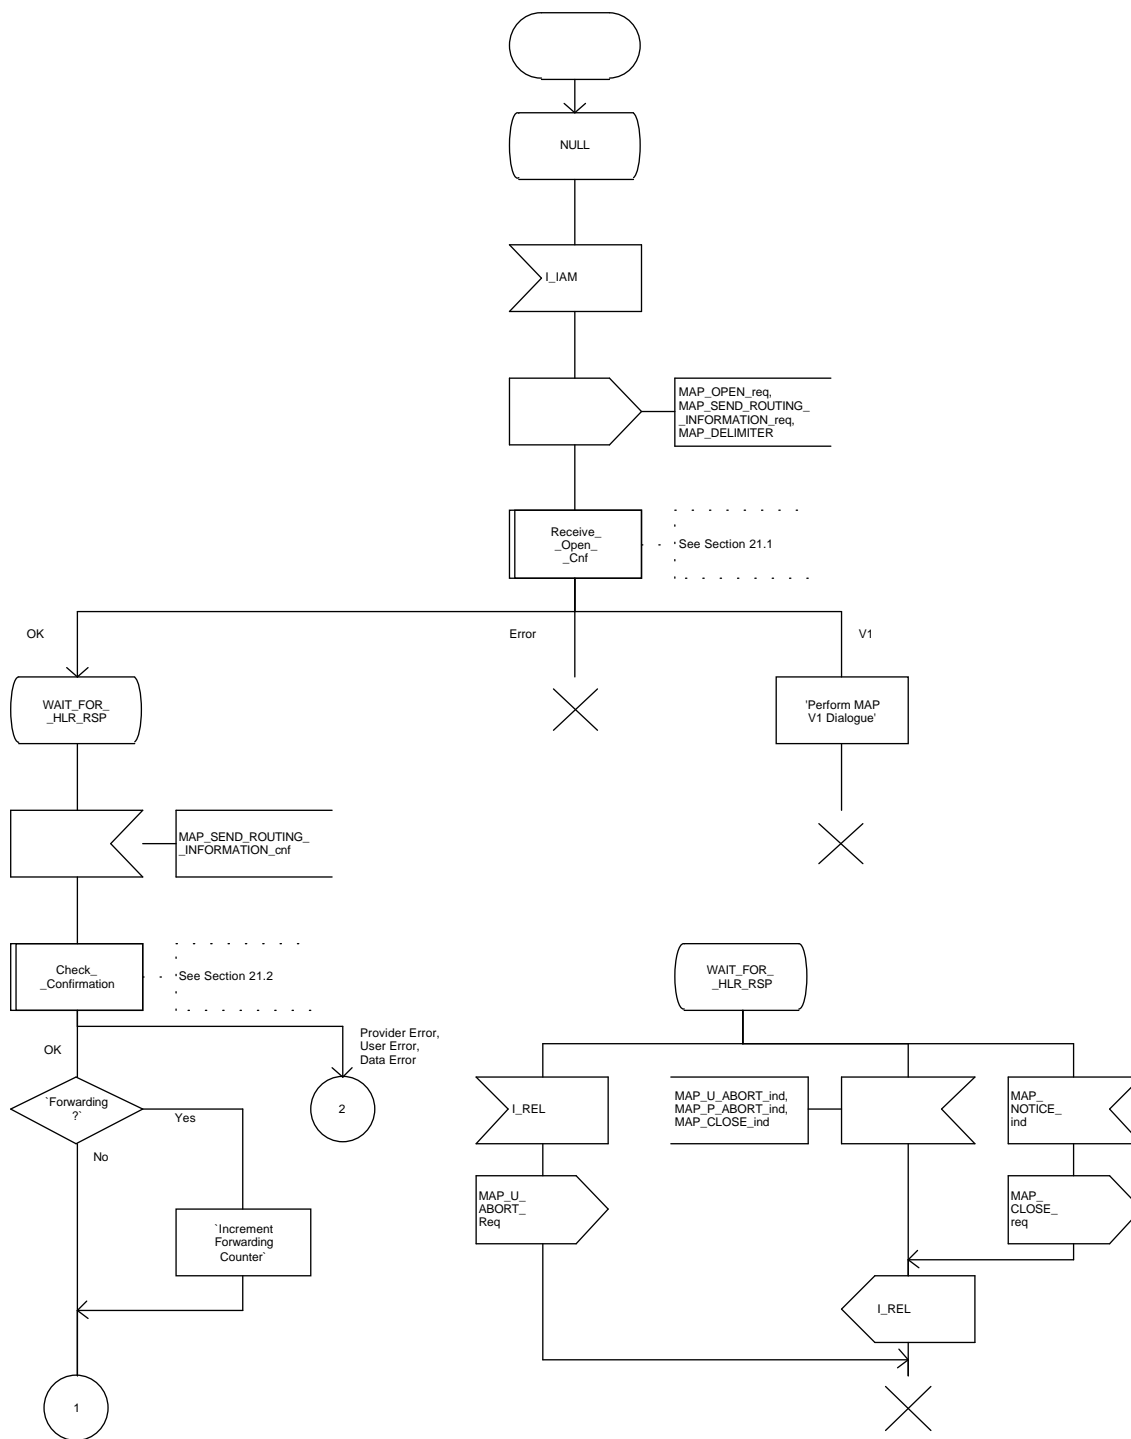 NULL
I_IAM
MAP_OPEN_req,
MAP_SEND_ROUTING_
_INFORMATION_req,
MAP_DELIMITER
Receive_
_Open_
_Cnf
See Section 21.1
OK
Error
V1
WAIT_FOR_
_HLR_RSP
'Perform MAP
V1 Dialogue'
MAP_SEND_ROUTING_
_INFORMATION_cnf
Check_
_Confirmation
See Section 21.2
OK
Provider Error,
User Error,
Data Error
`Forwarding
?`
Yes
No
2
`Increment
Forwarding
Counter`
1
WAIT_FOR_
_HLR_RSP
I_REL
MAP_U_ABORT_ind,
MAP_P_ABORT_ind,
MAP_CLOSE_ind
MAP_
NOTICE_
ind
MAP_U_
ABORT_
Req
MAP_
CLOSE_
req
I_REL